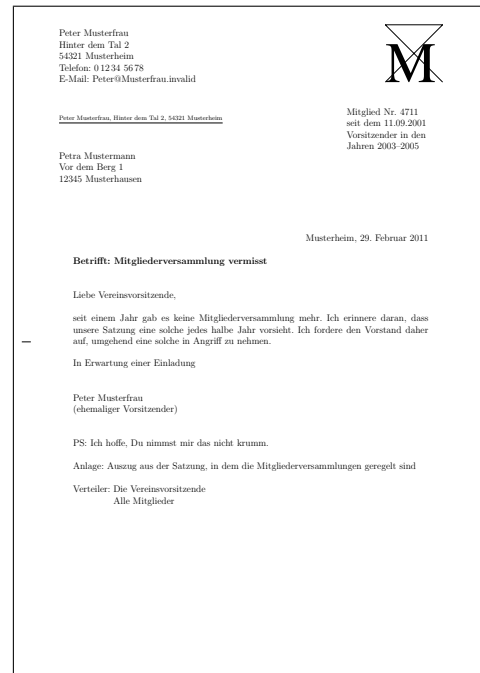 Peter Musterfrau
Hinter dem Tal 2
54321 Musterheim
Telefon: 0 12 34 56 78
E-Mail: Peter@Musterfrau.invalid
M
Peter Musterfrau, Hinter dem Tal 2, 54321 Musterheim
Mitglied Nr. 4711
seit dem 11.09.2001
Vorsitzender in den
Jahren 2003–2005
Petra Mustermann
Vor dem Berg 1
12345 Musterhausen
Musterheim, 29. Februar 2011
Betrifft: Mitgliederversammlung vermisst
Liebe Vereinsvorsitzende,
seit einem Jahr gab es keine Mitgliederversammlung mehr. Ich erinnere daran, dass
unsere Satzung eine solche jedes halbe Jahr vorsieht. Ich fordere den Vorstand daher
auf, umgehend eine solche in Angriff zu nehmen.
In Erwartung einer Einladung
Peter Musterfrau
(ehemaliger Vorsitzender)
PS: Ich hoffe, Du nimmst mir das nicht krumm.
Anlage: Auszug aus der Satzung, in dem die Mitgliederversammlungen geregelt sind
Verteiler: Die Vereinsvorsitzende
Alle Mitglieder